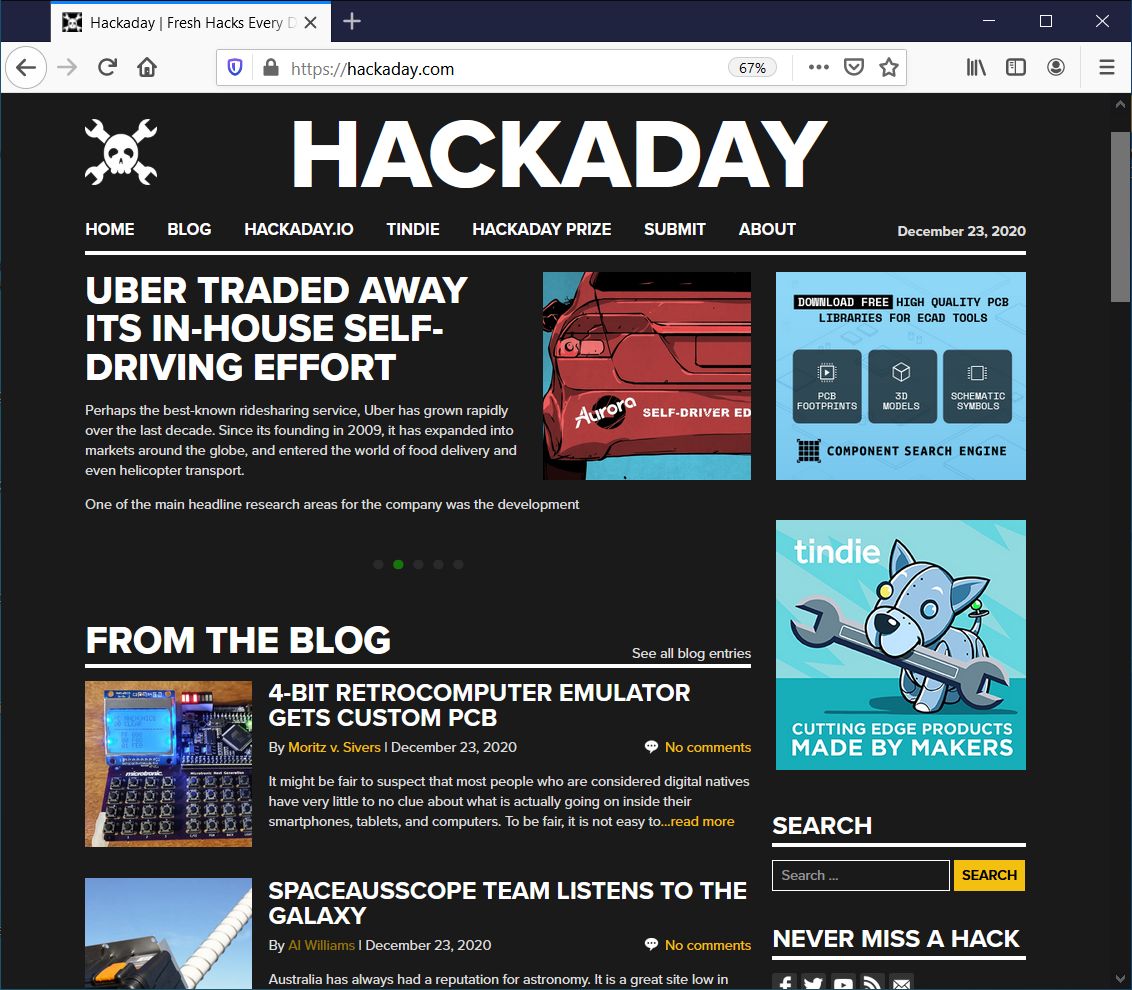 Hackaday | Fresh Hacks Every D
https://hackaday.com
67%
HACKADAY
HOME BLOG HACKADAY.IO TINDIE HACKADAY PRIZE SUBMIT ABOUT
December 23, 2020
UBER TRADED AWAY
ITS IN-HOUSE SELF-
DRIVING EFFORT
Perhaps the best-known ridesharing service, Uber has grown rapidly
over the last decade. Since its founding in 2009, it has expanded into
markets around the globe, and entered the world of food delivery and
even helicopter transport.
One of the main headline research areas for the company was the development
Aurora SELF-DRIVER ED
DOWNLOAD FREE HIGH QUALITY PCB
LIBRARIES FOR ECAD TOOLS
PCB
FOOTPRINTS
3D
MODELS
SCHEMATIC
SYMBOLS
COMPONENT SEARCH ENGINE
tindie
CUTTING EDGE PRODUCTS
MADE BY MAKERS
FROM THE BLOG
See all blog entries
microtronic
4-BIT RETROCOMPUTER EMULATOR
GETS CUSTOM PCB
By Moritz v. Sivers | December 23, 2020
No comments
It might be fair to suspect that most people who are considered digital natives
have very little to no clue about what is actually going on inside their
smartphones, tablets, and computers. To be fair, it is not easy to…read more
SPACEAUSSCOPE TEAM LISTENS TO THE
GALAXY
By Al Williams | December 23, 2020
No comments
Australia has always had a reputation for astronomy. It is a great site low in
SEARCH
Search ...
SEARCH
NEVER MISS A HACK